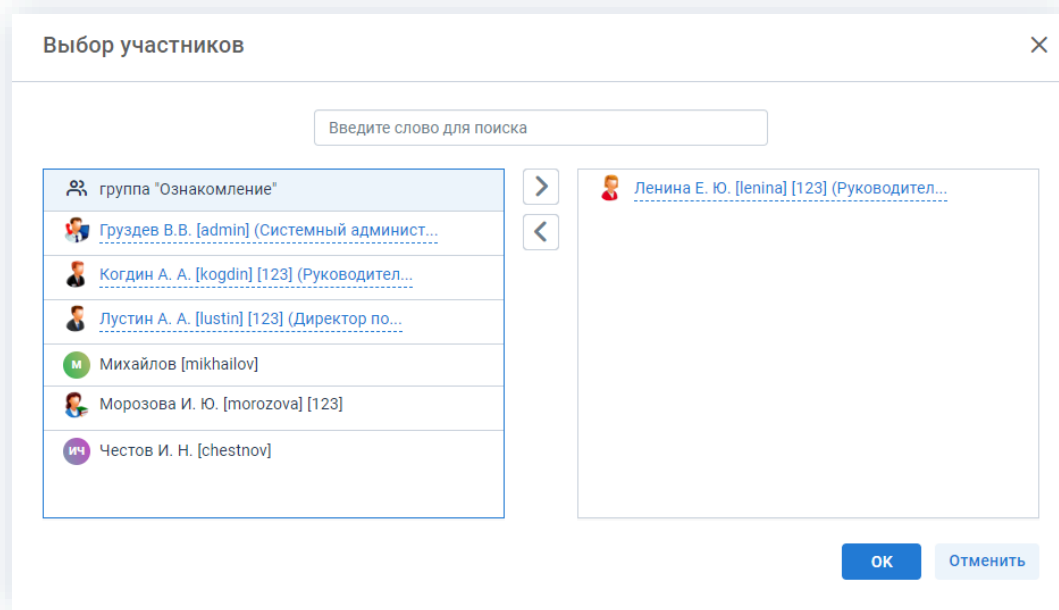 Выбор участников
Введите слово для поиска
группа "Ознакомление"
Груздев В.В. [admin] (Системный админист...
Когдин А. А. [kogdin] [123] (Руководител...
Лустин А. А. [lustin] [123] (Директор по...
М Михайлов [mikhailov]
Морозова И. Ю. [morozova] [123]
ИЧ Честов И. Н. [chestnov]
Ленина Е. Ю. [lenina] [123] (Руководител...
ОК
Отменить